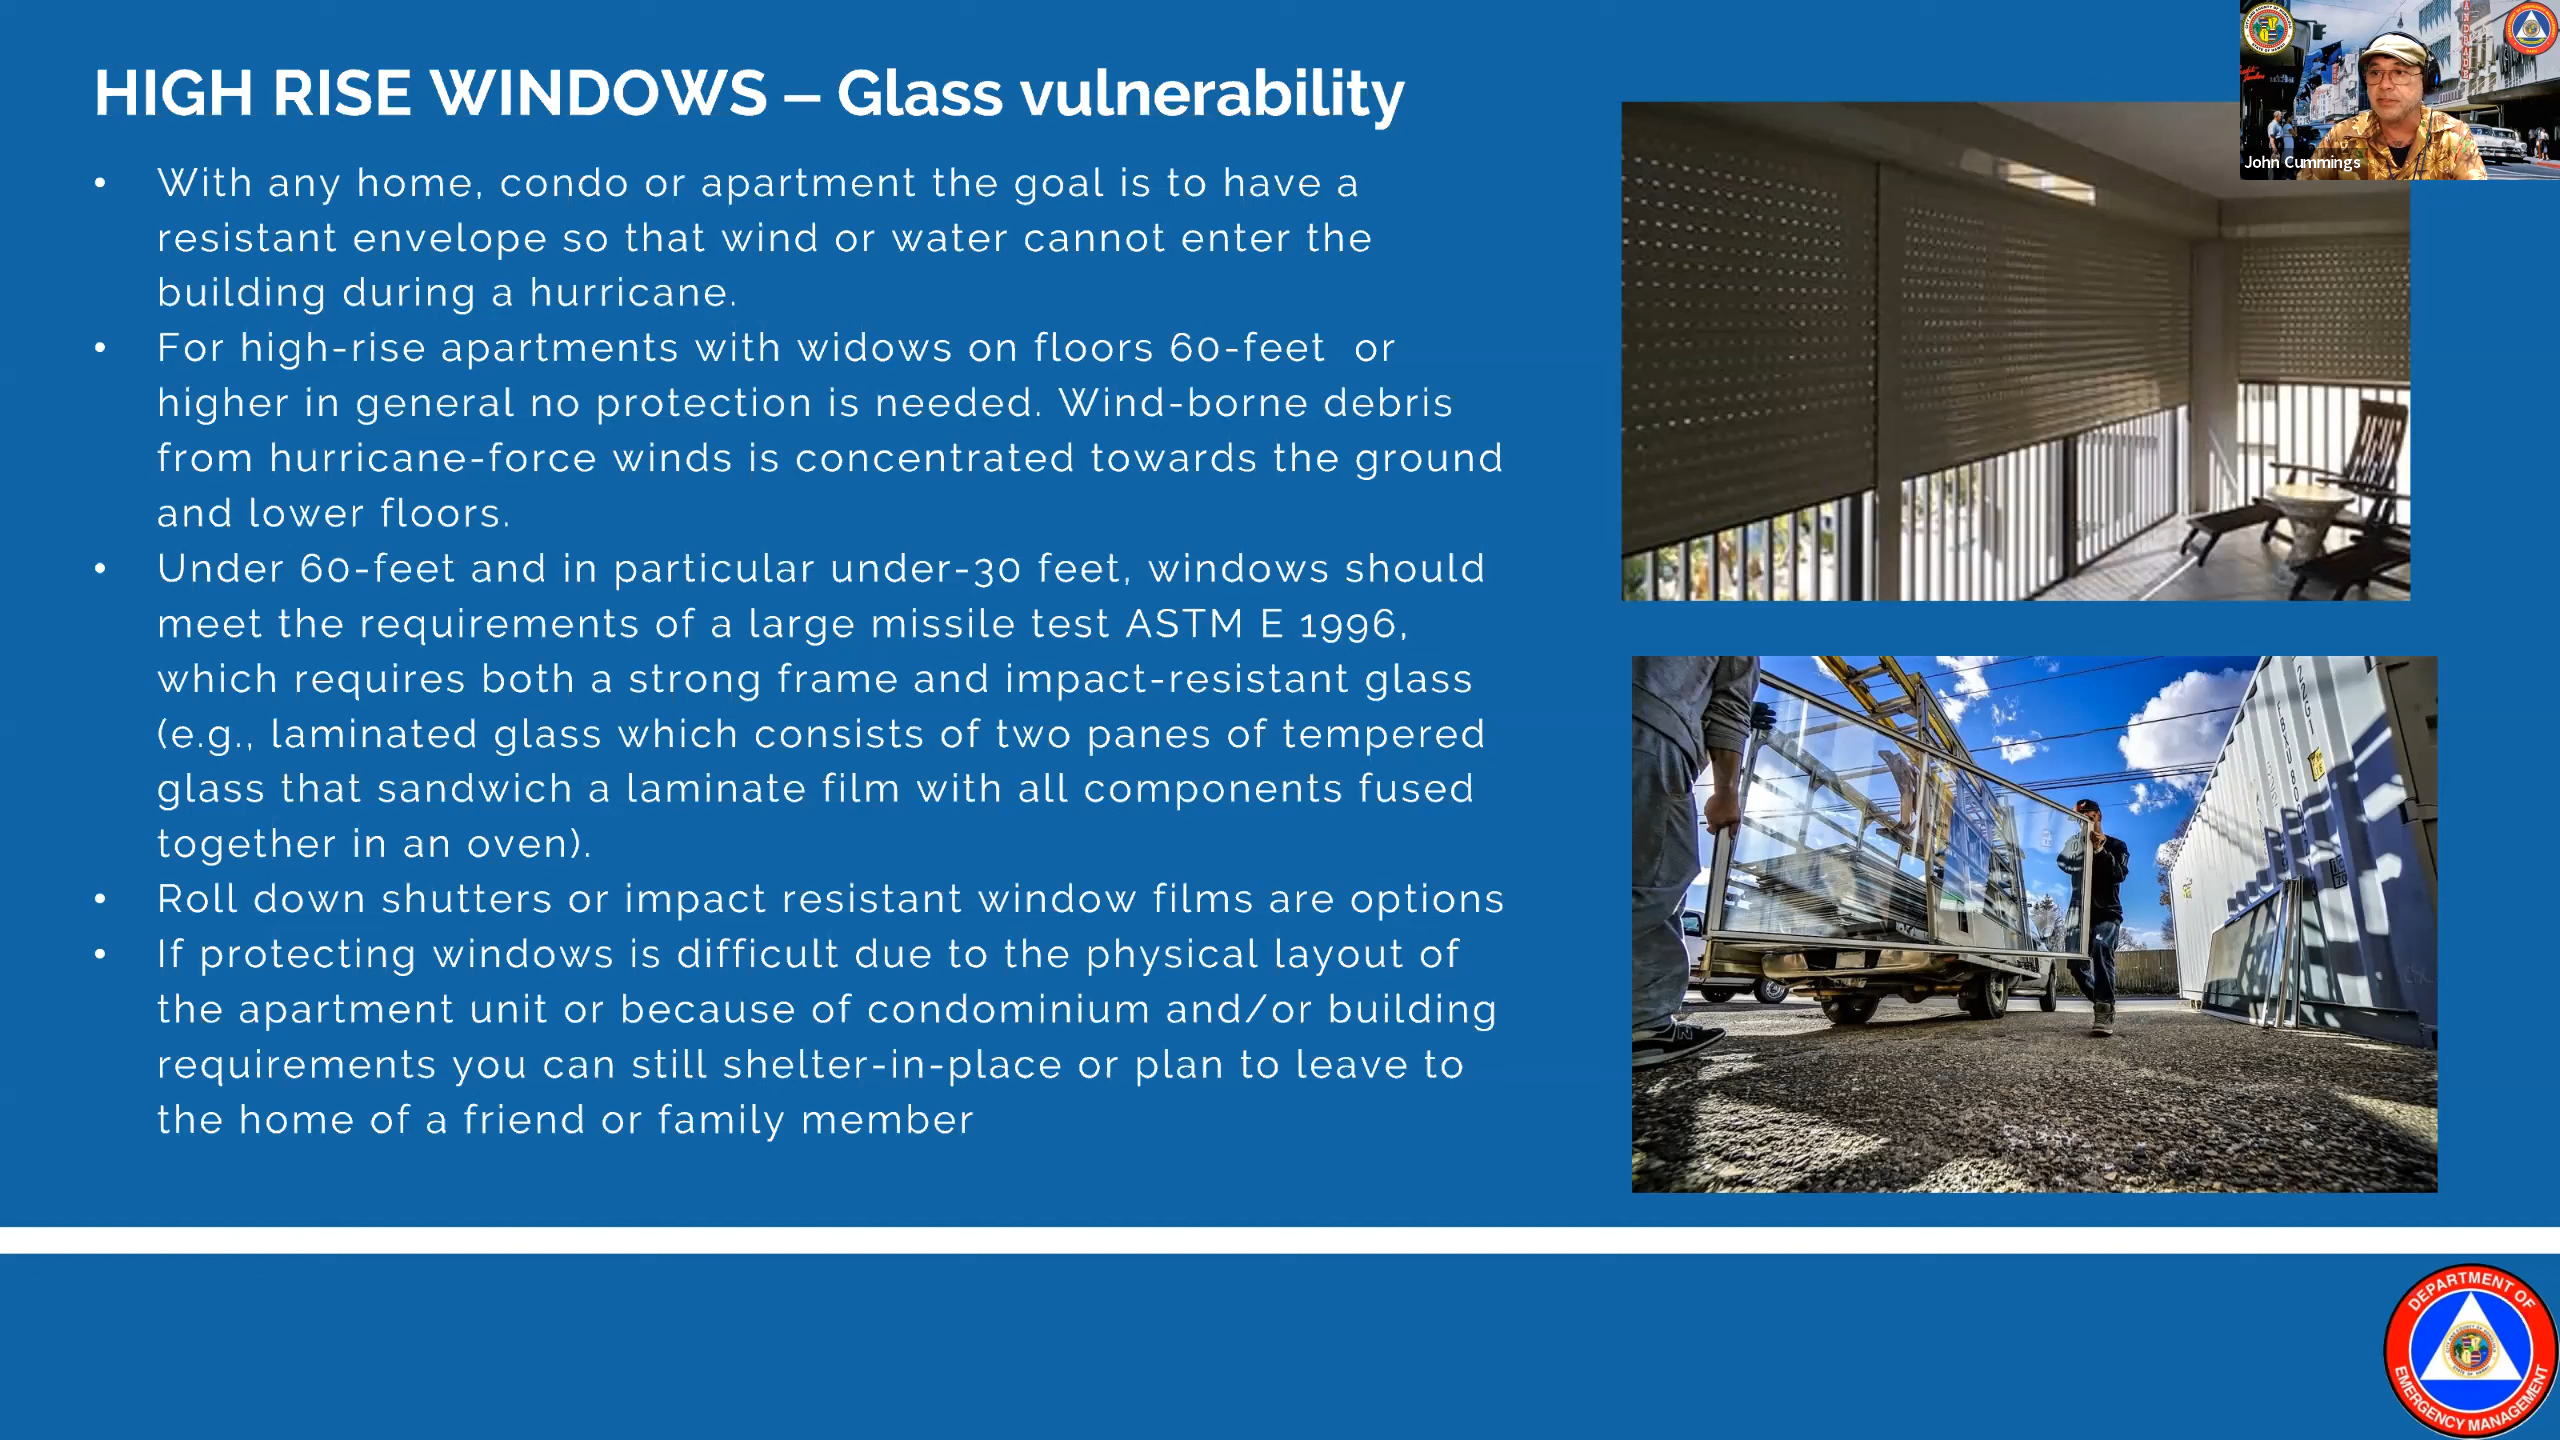 HIGH RISE WINDOWS – Glass vulnerability
• With any home, condo or apartment the goal is to have a
resistant envelope so that wind or water cannot enter the
building during a hurricane.
• For high-rise apartments with widows on floors 60-feet or
higher in general no protection is needed. Wind-borne debris
from hurricane-force winds is concentrated towards the ground
and lower floors.
• Under 60-feet and in particular under-30 feet, windows should
meet the requirements of a large missile test ASTM E 1996,
which requires both a strong frame and impact-resistant glass
(e.g., laminated glass which consists of two panes of tempered
glass that sandwich a laminate film with all components fused
together in an oven).
• Roll down shutters or impact resistant window films are options
• If protecting windows is difficult due to the physical layout of
the apartment unit or because of condominium and/or building
requirements you can still shelter-in-place or plan to leave to
the home of a friend or family member
John Cummings
DEPARTMENT OF
EMERGENCY MANAGEMENT